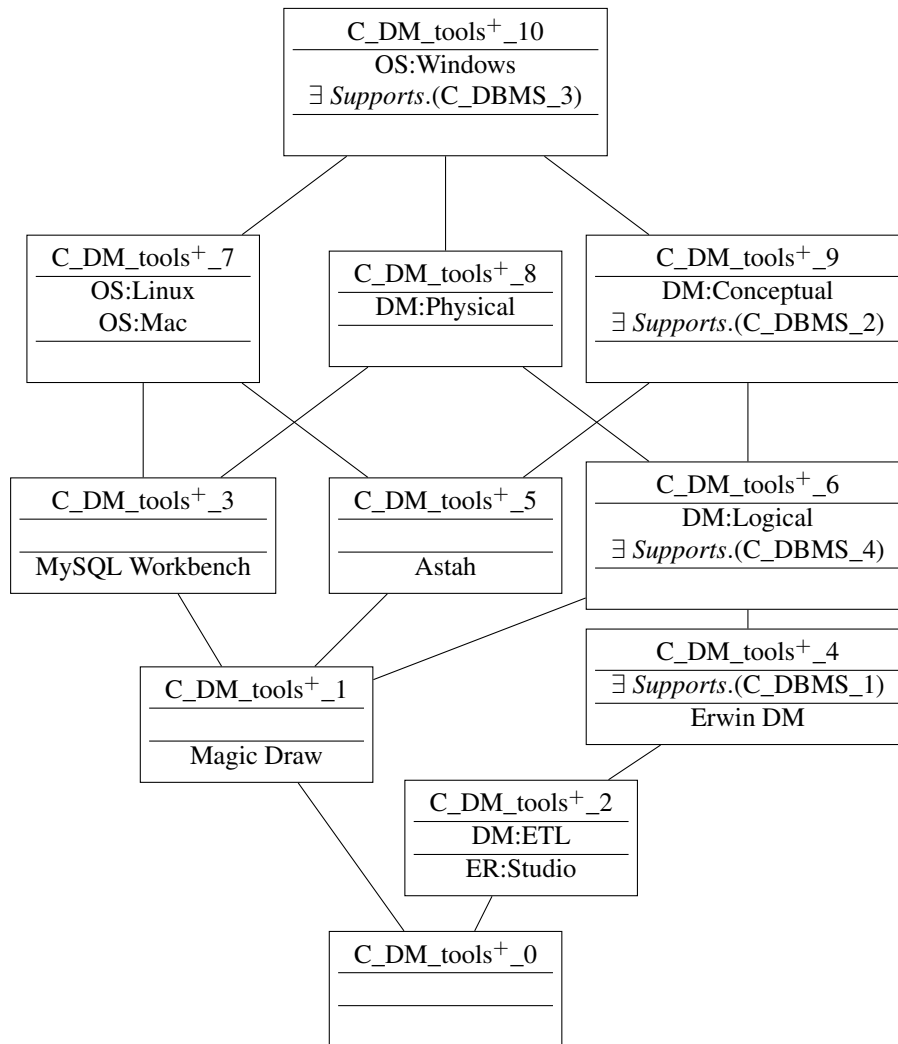 C_DM_tools⁺_10
OS:Windows
∃ Supports.(C_DBMS_3)
C_DM_tools⁺_7
OS:Linux
OS:Mac
C_DM_tools⁺_8
DM:Physical
C_DM_tools⁺_9
DM:Conceptual
∃ Supports.(C_DBMS_2)
C_DM_tools⁺_3
MySQL Workbench
C_DM_tools⁺_5
Astah
C_DM_tools⁺_6
DM:Logical
∃ Supports.(C_DBMS_4)
C_DM_tools⁺_1
Magic Draw
C_DM_tools⁺_4
∃ Supports.(C_DBMS_1)
Erwin DM
C_DM_tools⁺_2
DM:ETL
ER:Studio
C_DM_tools⁺_0